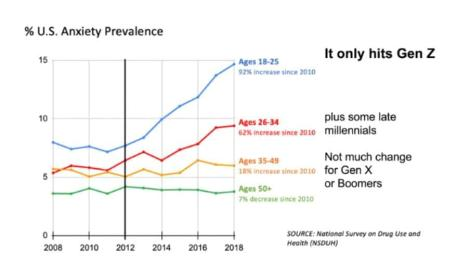 % U.S. Anxiety Prevalence
It only hits Gen Z
15
10
5
0
2008
2010
2012
2014
2016
2018
Ages 18-25
92% increase since 2010
Ages 26-34
62% increase since 2010
plus some late
millennials
Ages 35-49
18% increase since 2010
Not much change
for Gen X
or Boomers
Ages 50+
7% decrease since 2010
SOURCE: National Survey on Drug Use and
Health (NSDUH)